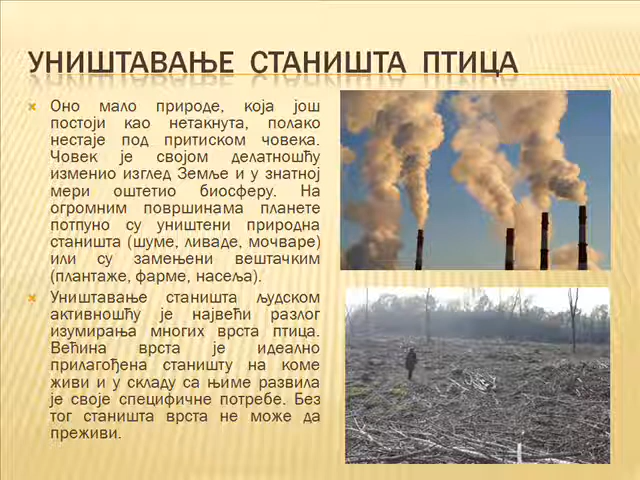 УНИШТАВАЊЕ СТАНИШТА ПТИЦА
Оно мало природе, која још
постоји као нетакнута, полако
нестаје под притиском човека.
Човек је својом делатношћу
изменио изглед Земље и у знатној
мери оштетио биосферу. На
огромним површинама планете
потпуно су уништени природна
станишта (шуме, ливаде, мочваре)
или су замењени вештачким
(плантаже, фарме, насеља).
Уништавање станишта људском
активношћу је највећи разлог
изумирања многих врста птица.
Већина врста је идеално
прилагођена станишту на коме
живи и у складу са њиме развила
је своје специфичне потребе. Без
тог станишта врста не може да
преживи.